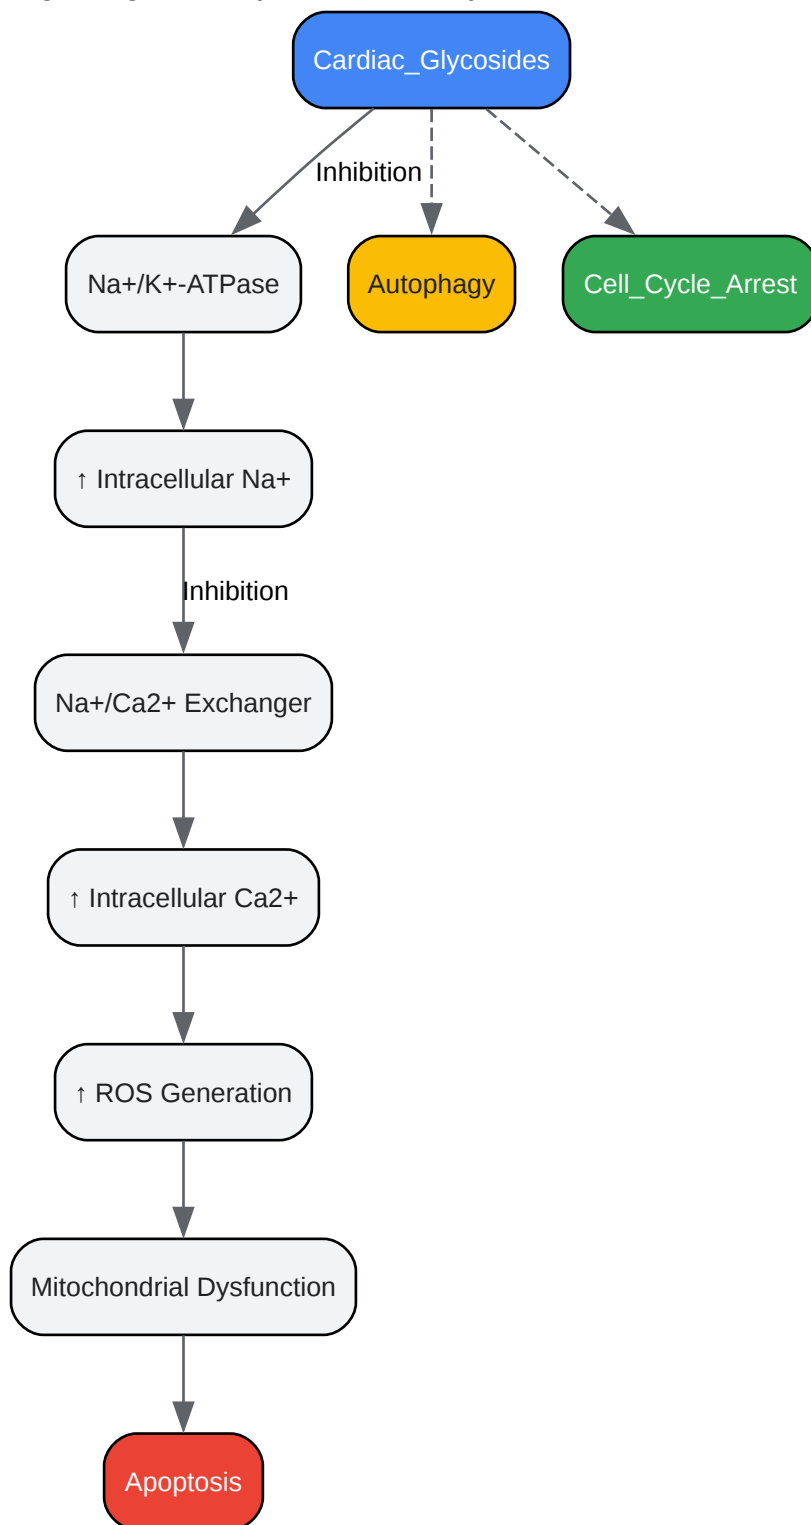 Cardiac_Glycosides
Inhibition
Na+/K+-ATPase
Autophagy
Cell_Cycle_Arrest
↑ Intracellular Na+
Inhibition
Na+/Ca2+ Exchanger
↑ Intracellular Ca2+
↑ ROS Generation
Mitochondrial Dysfunction
Apoptosis